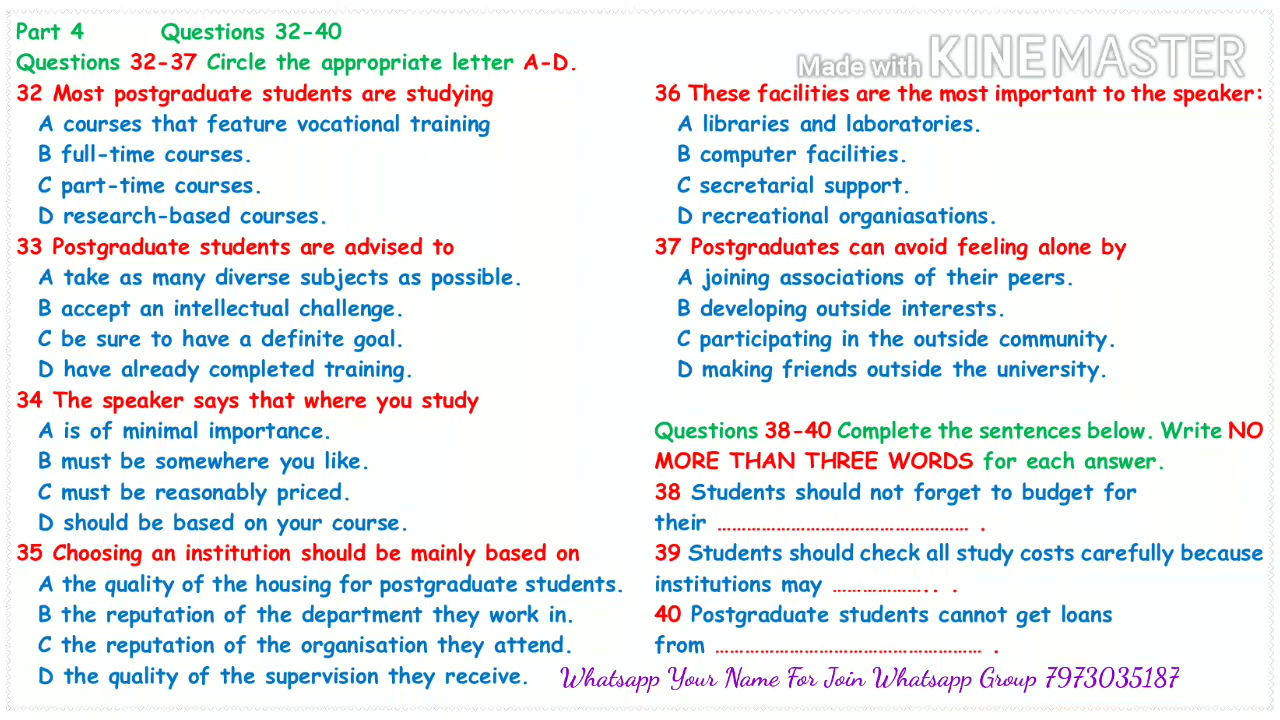 Part 4 Questions 32-40
Questions 32-37 Circle the appropriate letter A-D.
32 Most postgraduate students are studying
A courses that feature vocational training
B full-time courses.
C part-time courses.
D research-based courses.
33 Postgraduate students are advised to
A take as many diverse subjects as possible.
B accept an intellectual challenge.
C be sure to have a definite goal.
D have already completed training.
34 The speaker says that where you study
A is of minimal importance.
B must be somewhere you like.
C must be reasonably priced.
D should be based on your course.
35 Choosing an institution should be mainly based on
A the quality of the housing for postgraduate students.
B the reputation of the department they work in.
C the reputation of the organisation they attend.
D the quality of the supervision they receive.
Made with KINEMASTER
36 These facilities are the most important to the speaker:
A libraries and laboratories.
B computer facilities.
C secretarial support.
D recreational organiasations.
37 Postgraduates can avoid feeling alone by
A joining associations of their peers.
B developing outside interests.
C participating in the outside community.
D making friends outside the university.
Questions 38-40 Complete the sentences below. Write NO
MORE THAN THREE WORDS for each answer.
38 Students should not forget to budget for
their …………………………………………… .
39 Students should check all study costs carefully because
institutions may ……………….. .
40 Postgraduate students cannot get loans
from ……………………………………………… .
Whatsapp Your Name For Join Whatsapp Group 7973035187